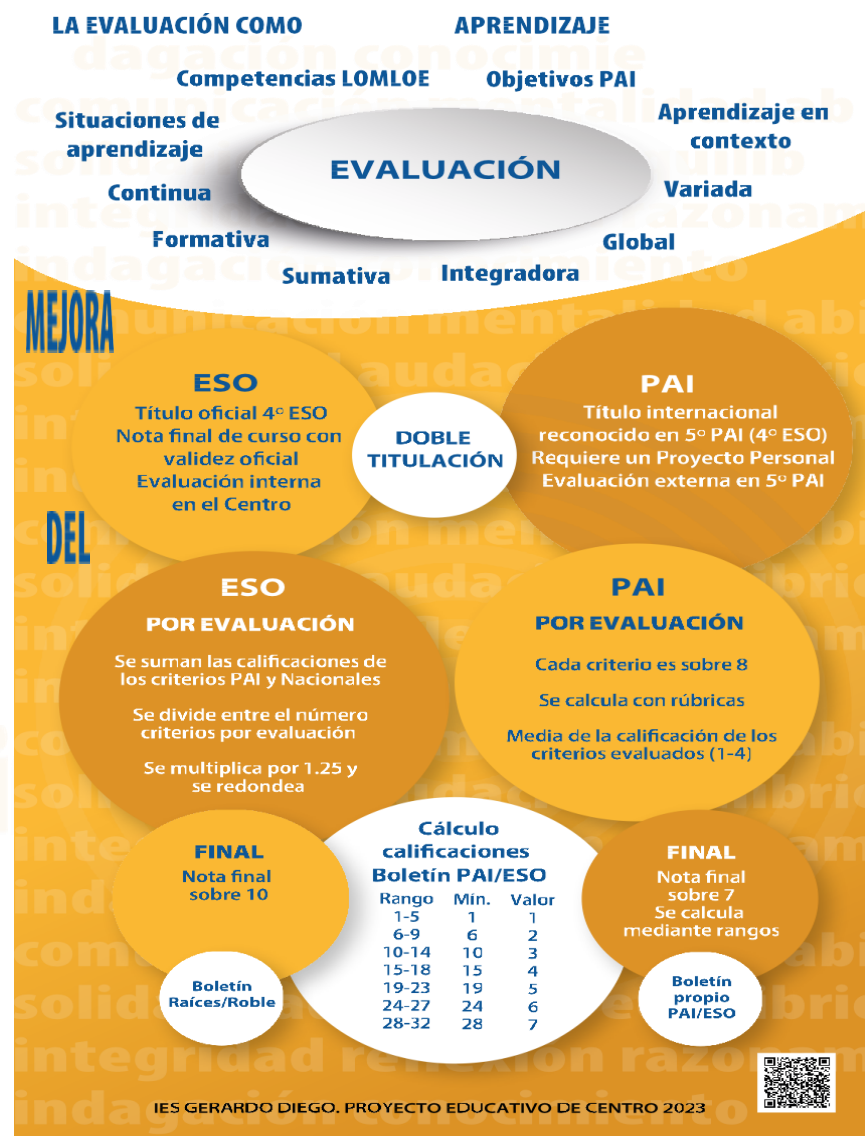 LA EVALUACIÓN COMO APRENDIZAJE
Competencias LOMLOE
Objetivos PAI
Situaciones de
aprendizaje
Aprendizaje en
contexto
EVALUACIÓN
Continua
Variada
Formativa
Global
Sumativa
Integradora
MEJORA
DEL
ESO
Título oficial 4º ESO
Nota final de curso con
validez oficial
Evaluación interna
en el Centro
DOBLE
TITULACIÓN
PAI
Título internacional
reconocido en 5º PAI (4º ESO)
Requiere un Proyecto Personal
Evaluación externa en 5º PAI
ESO
POR EVALUACIÓN
Se suman las calificaciones de
los criterios PAI y Nacionales
Se divide entre el número
criterios por evaluación
Se multiplica por 1.25 y
se redondea
PAI
POR EVALUACIÓN
Cada criterio es sobre 8
Se calcula con rúbricas
Media de la calificación de los
criterios evaluados (1-4)
FINAL
Nota final
sobre 10
Boletín
Raíces/Roble
Cálculo
calificaciones
Boletín PAI/ESO
Rango Mín. Valor
1-5 1 1
6-9 6 2
10-14 10 3
15-18 15 4
19-23 19 5
24-27 24 6
28-32 28 7
FINAL
Nota final
sobre 7
Se calcula
mediante rangos
Boletín
propio
PAI/ESO
IES GERARDO DIEGO. PROYECTO EDUCATIVO DE CENTRO 2023